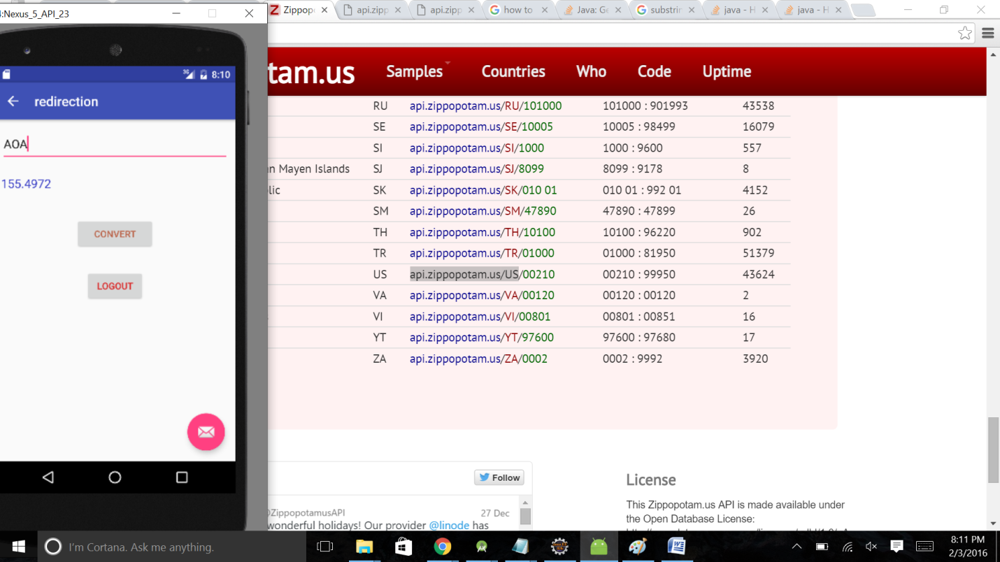 4:Nexus_5_API_23
Zippop
api.zipp
api.zipp
how to
Java: Ge
substrin
java - H
java - H
3G 8:10
redirection
AOA
155.4972
CONVERT
LOGOUT
tam.us Samples Countries Who Code Uptime
RU api.zippopotam.us/RU/101000 101000 : 901993 43538
SE api.zippopotam.us/SE/10005 10005 : 98499 16079
SI api.zippopotam.us/SI/1000 1000 : 9600 557
an Mayen Islands SJ api.zippopotam.us/SJ/8099 8099 : 9178 8
lic SK api.zippopotam.us/SK/010 01 010 01 : 992 01 4152
SM api.zippopotam.us/SM/47890 47890 : 47899 26
TH api.zippopotam.us/TH/10100 10100 : 96220 902
TR api.zippopotam.us/TR/01000 01000 : 81950 51379
US api.zippopotam.us/US/00210 00210 : 99950 43624
VA api.zippopotam.us/VA/00120 00120 : 00120 2
VI api.zippopotam.us/VI/00801 00801 : 00851 16
YT api.zippopotam.us/YT/97600 97600 : 97680 17
ZA api.zippopotam.us/ZA/0002 0002 : 9992 3920
Follow
@ZippopotamusAPI 27 Dec
wonderful holidays! Our provider @linode has
License
This Zippopotam.us API is made available under
the Open Database License:
I'm Cortana. Ask me anything.
8:11 PM
2/3/2016